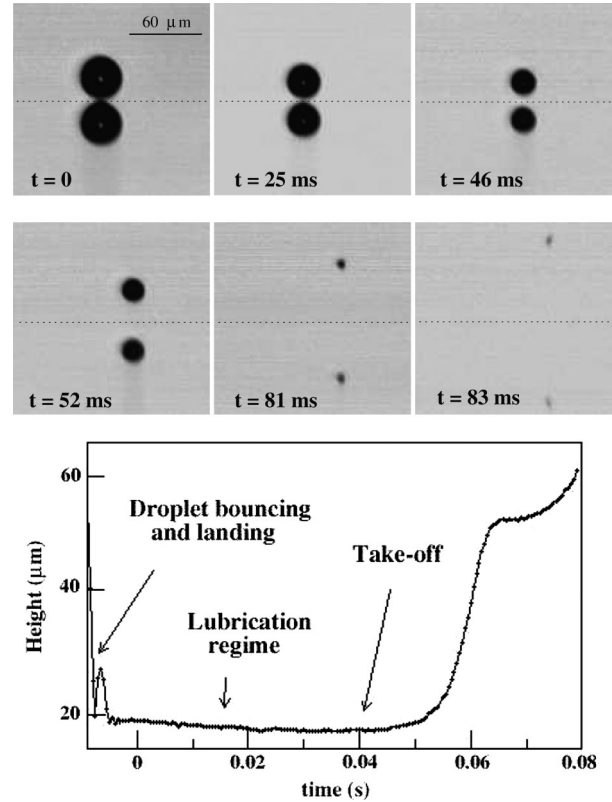 60 μm
t = 0
t = 25 ms
t = 46 ms
t = 52 ms
t = 81 ms
t = 83 ms
60
40
20
Height (μm)
Droplet bouncing
and landing
Lubrication
regime
Take-off
0
0.02
0.04
0.06
0.08
time (s)